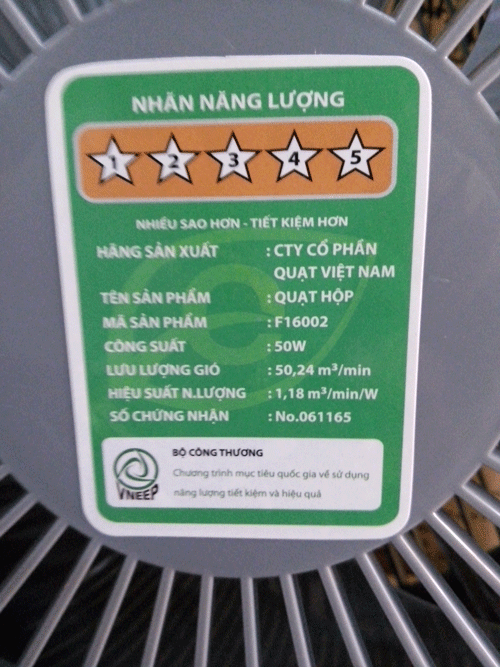 NHÃN NĂNG LƯỢNG
1 2 3 4 5
NHIỀU SAO HƠN - TIẾT KIỆM HƠN
HÃNG SẢN XUẤT : CTY CỔ PHẦN
QUẠT VIỆT NAM
TÊN SẢN PHẨM : QUẠT HỘP
MÃ SẢN PHẨM : F16002
CÔNG SUẤT : 50W
LƯU LƯỢNG GIÓ : 50,24 m³/min
HIỆU SUẤT N.LƯỢNG : 1,18 m³/min/W
SỐ CHỨNG NHẬN : No.061165
BỘ CÔNG THƯƠNG
Chương trình mục tiêu quốc gia về sử dụng
năng lượng tiết kiệm và hiệu quả
VNEEP